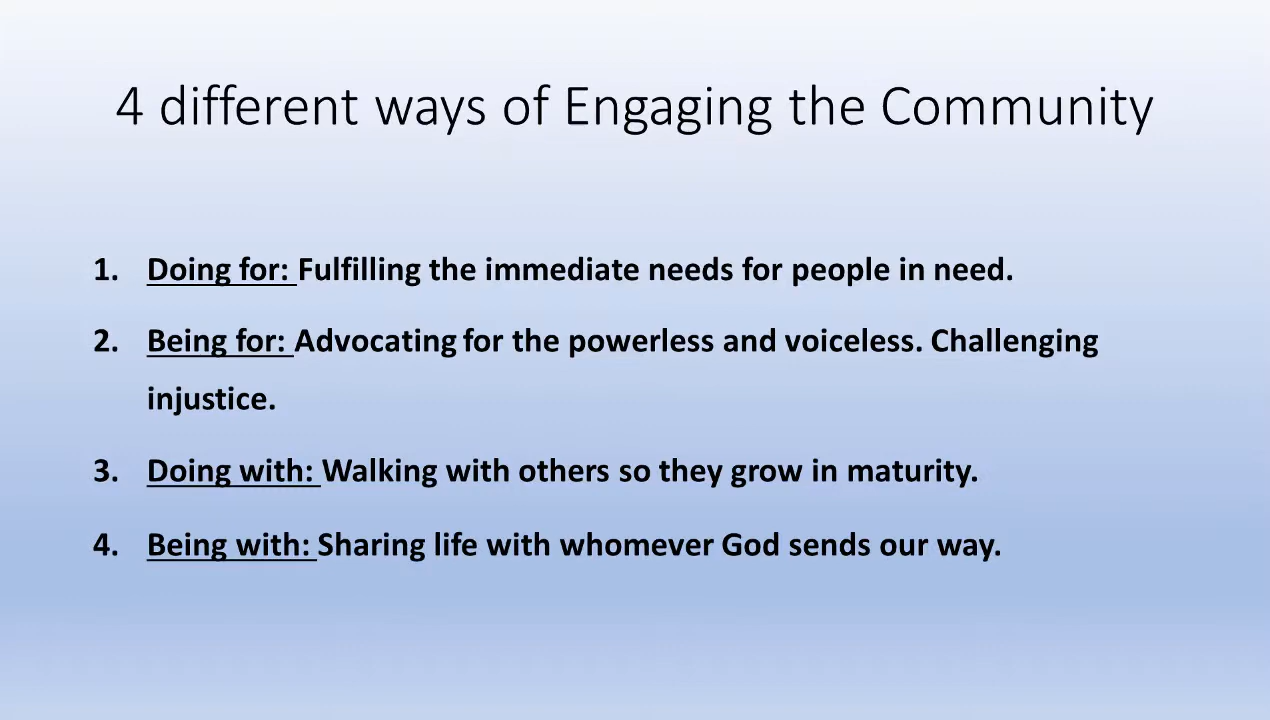 4 different ways of Engaging the Community
1. Doing for: Fulfilling the immediate needs for people in need.
2. Being for: Advocating for the powerless and voiceless. Challenging
injustice.
3. Doing with: Walking with others so they grow in maturity.
4. Being with: Sharing life with whomever God sends our way.